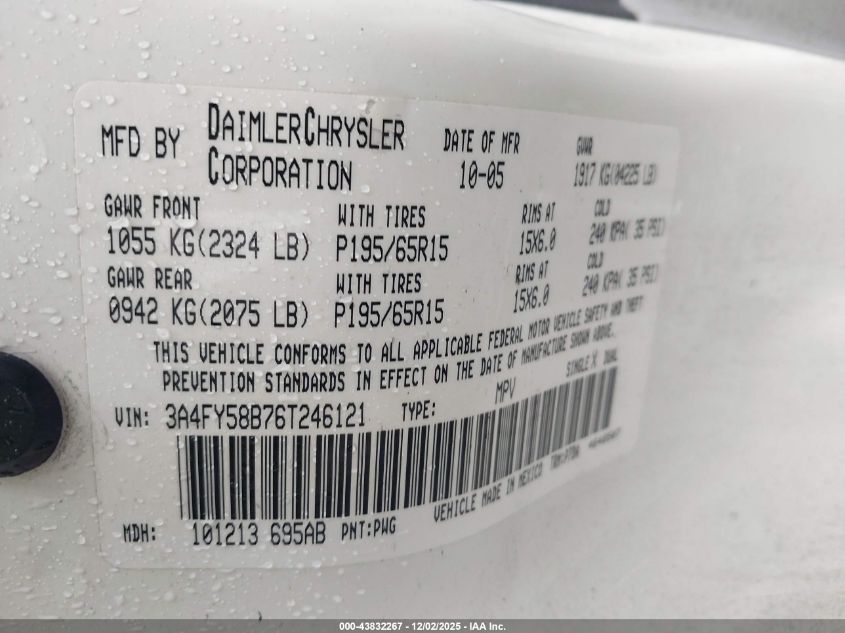 MFD BY DAIMLERCHRYSLER CORPORATION
DATE OF MFR 10-05
GVWR 1917 KG(04225 LB)
GAWR FRONT WITH TIRES RIMS AT COLD
1055 KG(2324 LB) P195/65R15 15X6.0 240 KPA( 35 PSI)
GAWR REAR WITH TIRES RIMS AT COLD
0942 KG(2075 LB) P195/65R15 15X6.0 240 KPA( 35 PSI)
THIS VEHICLE CONFORMS TO ALL APPLICABLE FEDERAL MOTOR VEHICLE SAFETY AND THEFT
PREVENTION STANDARDS IN EFFECT ON THE DATE OF MANUFACTURE SHOWN ABOVE.
SINGLE X DUAL
VIN: 3A4FY58B76T246121 TYPE: MPV
MDH: 101213 695AB PNT:PWG VEHICLE MADE IN MEXICO
000-43832267 - 12/02/2025 - IAA Inc.